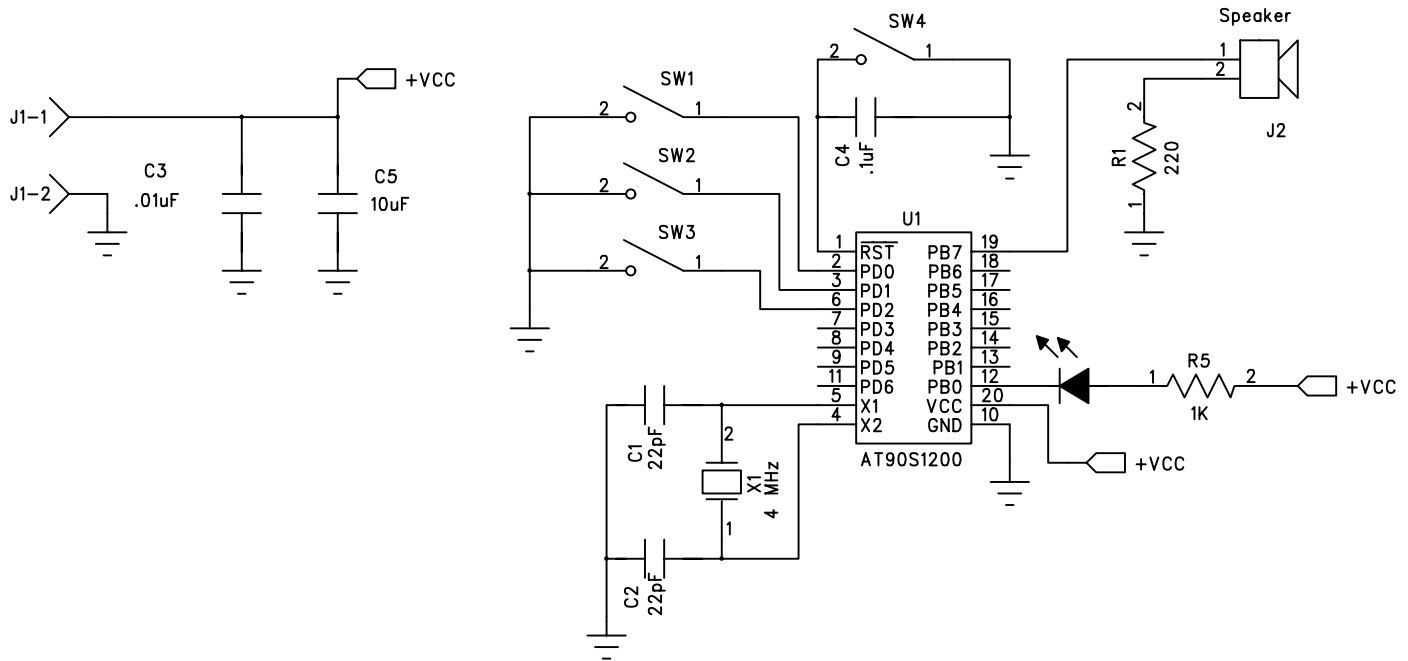 Speaker
SW4
2
1
1
2
J2
+VCC
J1-1
J1-2
C3
.01uF
C5
10uF
SW1
2
1
SW2
2
1
SW3
2
1
C4
.1uF
2
R1
220
1
U1
1
RST
PB7
19
2
PD0
PB6
18
3
PD1
PB5
17
6
PD2
PB4
16
7
PD3
PB3
15
8
PD4
PB2
14
9
PD5
PB1
13
11
PD6
PB0
12
5
X1
VCC
20
4
X2
GND
10
AT90S1200
R5
1
2
1K
+VCC
+VCC
C1
22pF
2
X1
4 MHz
1
C2
22pF